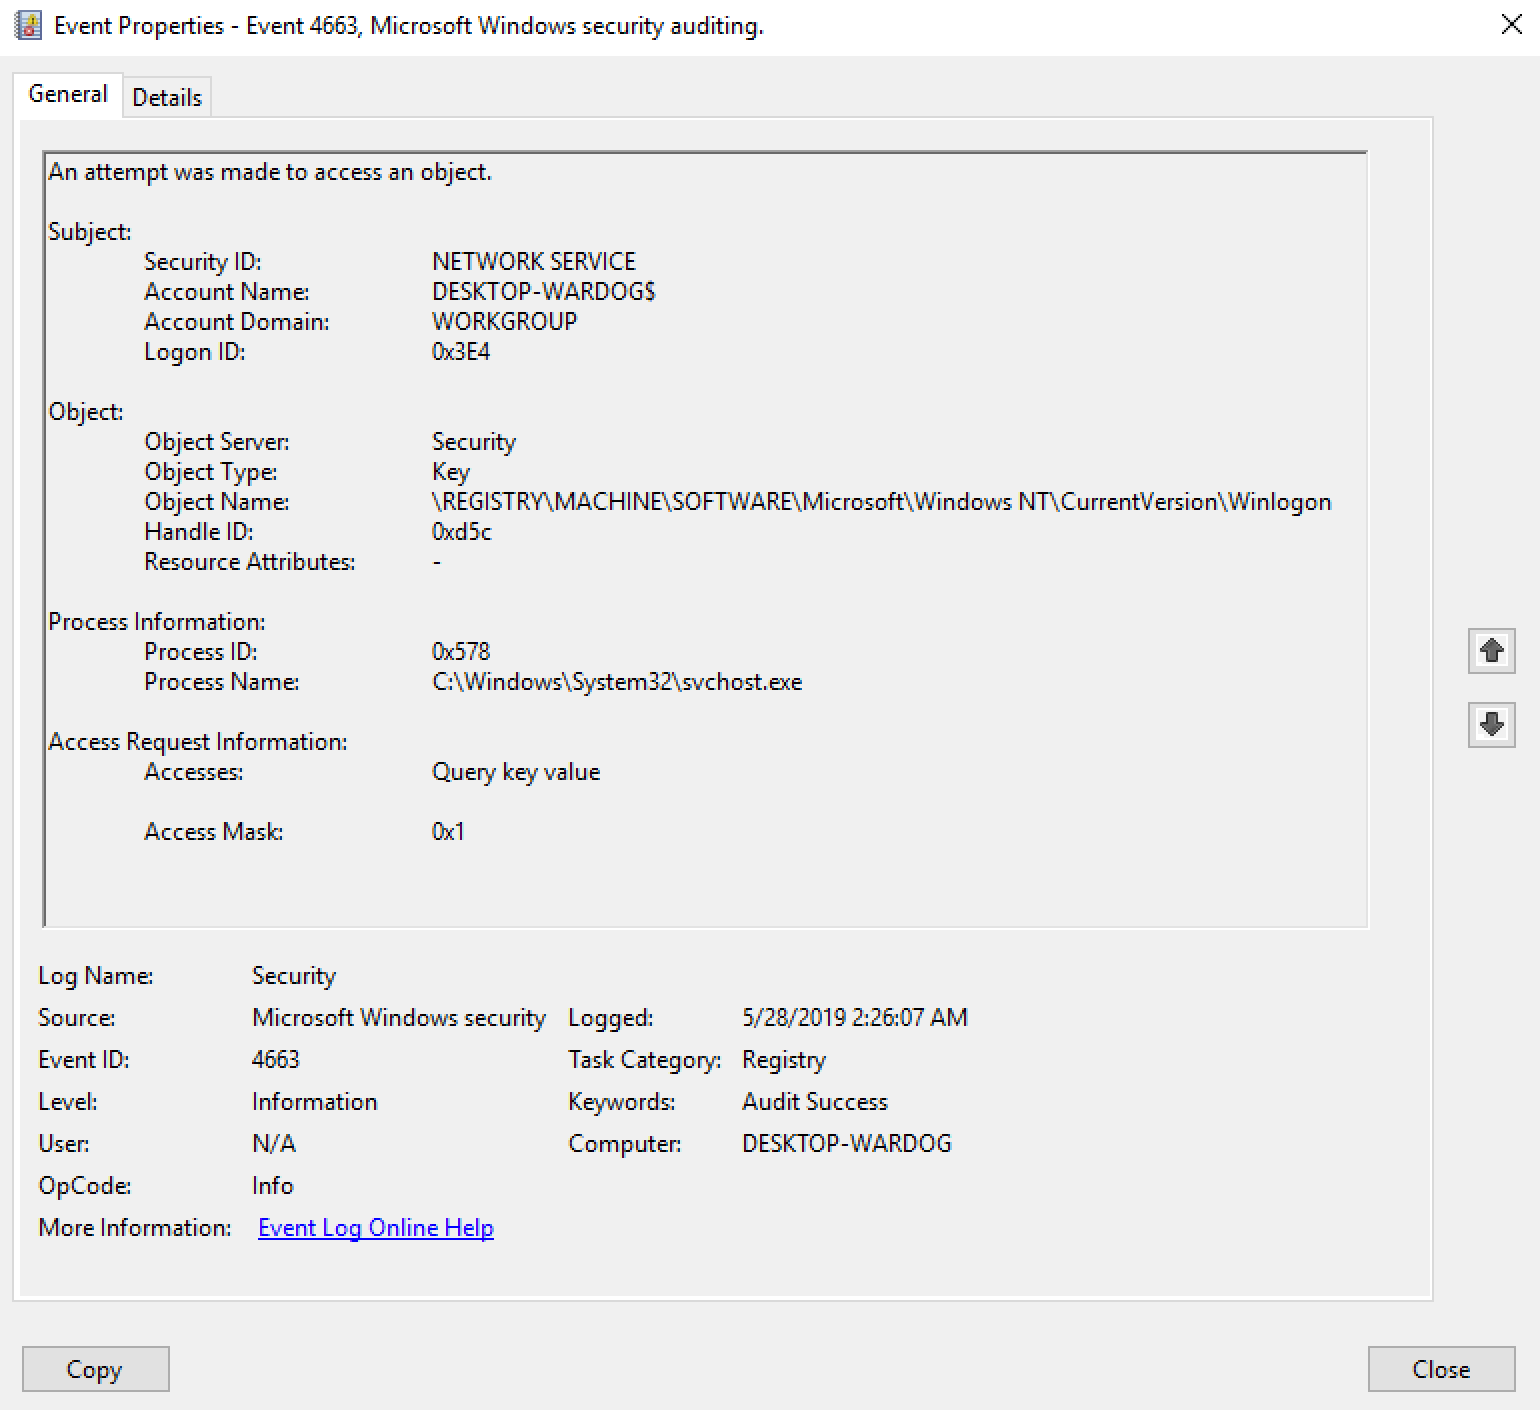 Event Properties - Event 4663, Microsoft Windows security auditing.
General Details
An attempt was made to access an object.
Subject:
Security ID: NETWORK SERVICE
Account Name: DESKTOP-WARDOG$
Account Domain: WORKGROUP
Logon ID: 0x3E4
Object:
Object Server: Security
Object Type: Key
Object Name: \REGISTRY\MACHINE\SOFTWARE\Microsoft\Windows NT\CurrentVersion\Winlogon
Handle ID: 0xd5c
Resource Attributes: -
Process Information:
Process ID: 0x578
Process Name: C:\Windows\System32\svchost.exe
Access Request Information:
Accesses: Query key value
Access Mask: 0x1
Log Name: Security
Source: Microsoft Windows security Logged: 5/28/2019 2:26:07 AM
Event ID: 4663 Task Category: Registry
Level: Information Keywords: Audit Success
User: N/A Computer: DESKTOP-WARDOG
OpCode: Info
More Information: Event Log Online Help
Copy Close